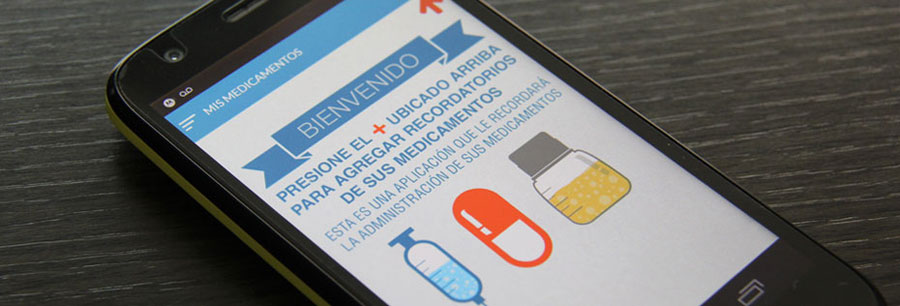 MIS MEDICAMENTOS
BIENVENIDO
PRESIONE EL + UBICADO ARRIBA
PARA AGREGAR RECORDATORIOS
DE SUS MEDICAMENTOS
ESTA ES UNA APLICACIÓN QUE LE RECORDARÁ
LA ADMINISTRACIÓN DE SUS MEDICAMENTOS